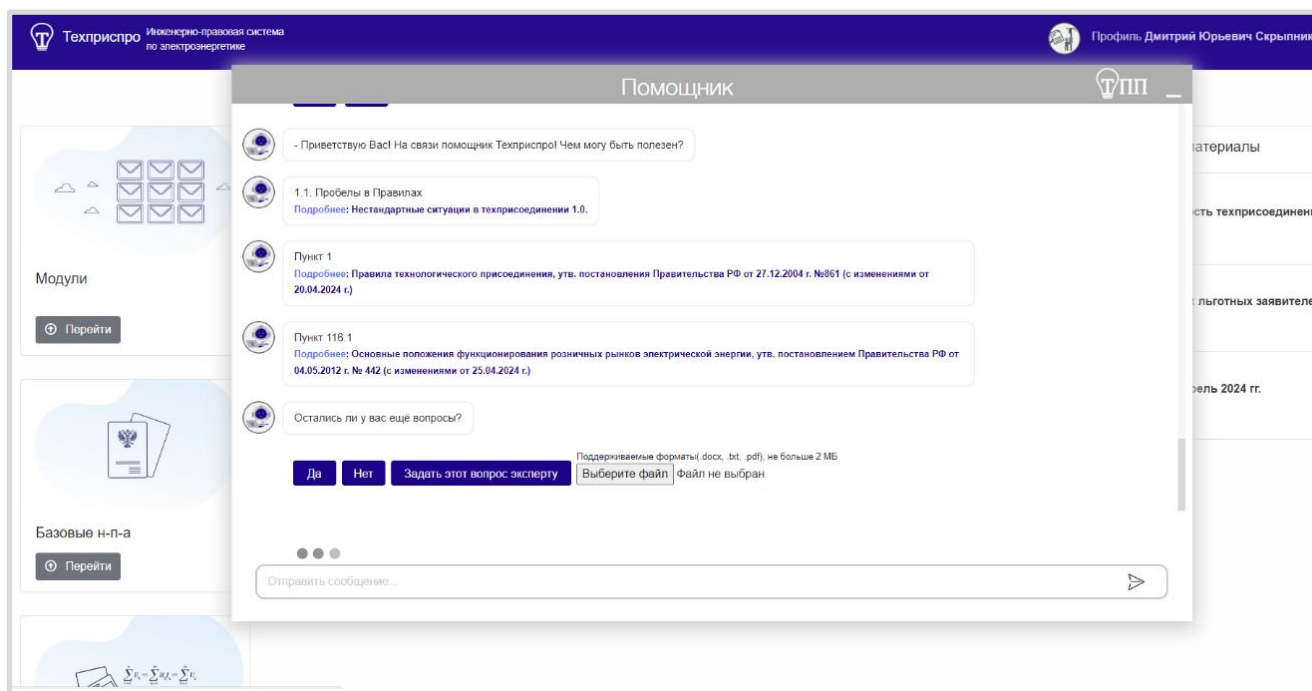 Техприспро
Инженерно-правовая система
по электроэнергетике
Профиль Дмитрий Юрьевич Скрыпник
Помощник
ТПП
- Приветствую Вас! На связи помощник Техприспро! Чем могу быть полезен?
1.1. Пробелы в Правилах
Подробнее: Нестандартные ситуации в техприсоединении 1.0.
Пункт 1
Подробнее: Правила технологического присоединения, утв. постановления Правительства РФ от 27.12.2004 г. №861 (с изменениями от
20.04.2024 г.)
Пункт 116.1
Подробнее: Основные положения функционирования розничных рынков электрической энергии, утв. постановлением Правительства РФ от
04.05.2012 г. № 442 (с изменениями от 25.04.2024 г.)
Остались ли у вас ещё вопросы?
Поддерживаемые форматы(.docx, .txt, .pdf), не больше 2 МБ
Да
Нет
Задать этот вопрос эксперту
Выберите файл Файл не выбран
Отправить сообщение...
Модули
Перейти
Базовые н-п-а
Перейти
атериалы
сть техприсоединени
льготных заявителе
рель 2024 гг.